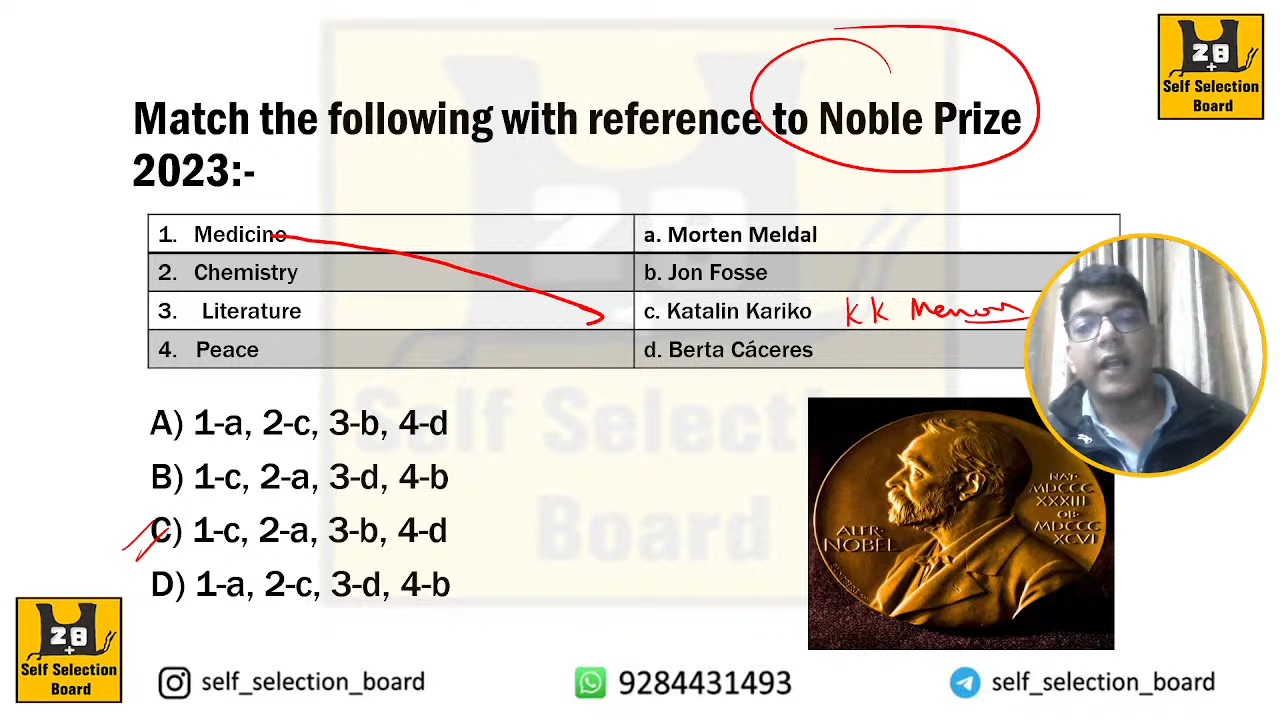 28
+
Self Selection
Board
Match the following with reference to Noble Prize
2023:-
1. Medicine
a. Morten Meldal
2. Chemistry
b. Jon Fosse
3. Literature
c. Katalin Kariko KK Menon
4. Peace
d. Berta Cáceres
Self Selection
Board
A) 1-a, 2-c, 3-b, 4-d
B) 1-c, 2-a, 3-d, 4-b
C) 1-c, 2-a, 3-b, 4-d
D) 1-a, 2-c, 3-d, 4-b
ALFR·
NOBEL
NAT·
MDCCC
XXXIII
OB·
MDCCC
XCVI
28
+
Self Selection
Board
self_selection_board
9284431493
self_selection_board